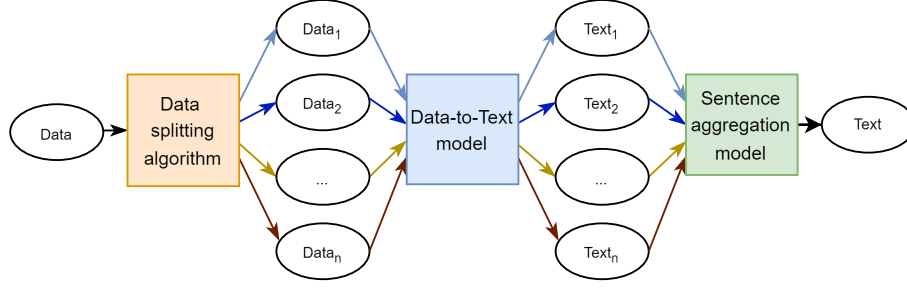 Data
Data
splitting
algorithm
Data1
Data2
...
Datan
Data-to-Text
model
Text1
Text2
...
Textn
Sentence
aggregation
model
Text